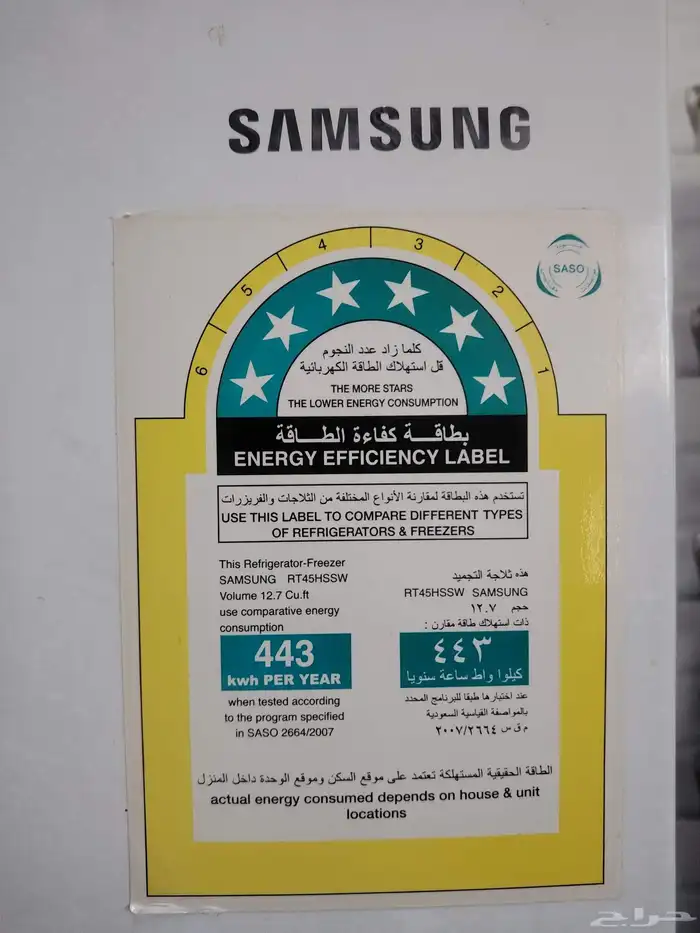 SAMSUNG
SASO
6 5 4 3 2 1
كلما زاد عدد النجوم
قل استهلاك الطاقة الكهربائية
THE MORE STARS
THE LOWER ENERGY CONSUMPTION
بطاقة كفاءة الطاقة
ENERGY EFFICIENCY LABEL
تستخدم هذه البطاقة لمقارنة الأنواع المختلفة من الثلاجات والفريزرات
USE THIS LABEL TO COMPARE DIFFERENT TYPES
OF REFRIGERATORS & FREEZERS
This Refrigerator-Freezer
SAMSUNG RT45HSSW
Volume 12.7 Cu.ft
use comparative energy
consumption
443
kwh PER YEAR
when tested according
to the program specified
in SASO 2664/2007
هذه ثلاجة التجميد
RT45HSSW SAMSUNG
حجم ١٢.٧
ذات استهلاك طاقة مقارن :
٤٤٣
كيلوا واط ساعة سنويا
عند اختبارها طبقا للبرنامج المحدد
بالمواصفة القياسية السعودية
م ق س ٢٠٠٧/٢٦٦٤
الطاقة الحقيقية المستهلكة تعتمد على موقع السكن وموقع الوحدة داخل المنزل
actual energy consumed depends on house & unit
locations
حراج